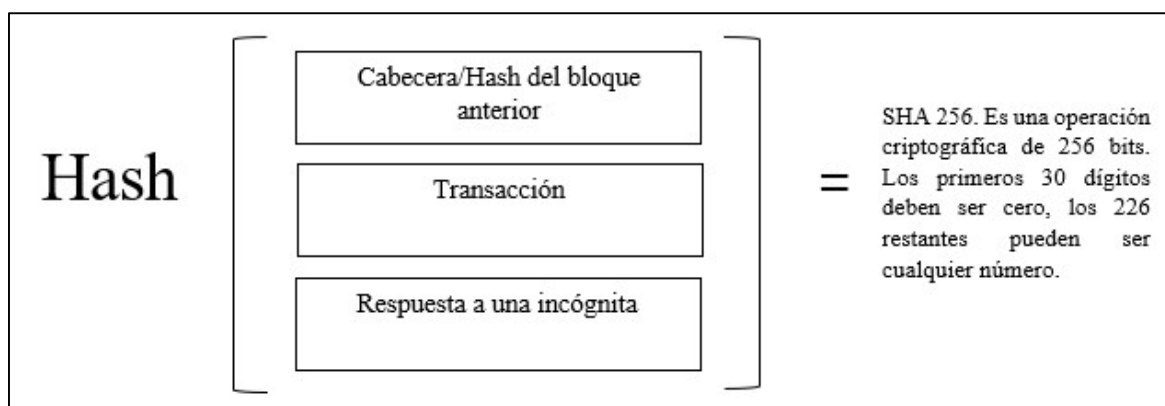 Hash
Cabecera/Hash del bloque
anterior
Transacción
Respuesta a una incógnita
=
SHA 256. Es una operación
criptográfica de 256 bits.
Los primeros 30 dígitos
deben ser cero, los 226
restantes pueden ser
cualquier número.